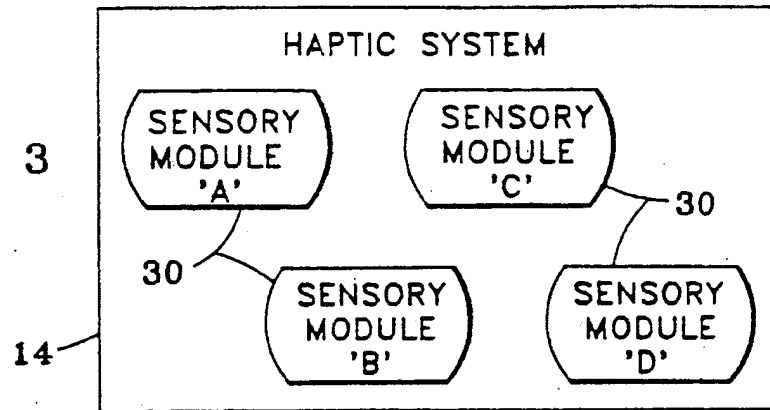 HAPTIC SYSTEM
SENSORY
MODULE
'A'
SENSORY
MODULE
'C'
3
30
30
SENSORY
MODULE
'B'
SENSORY
MODULE
'D'
14